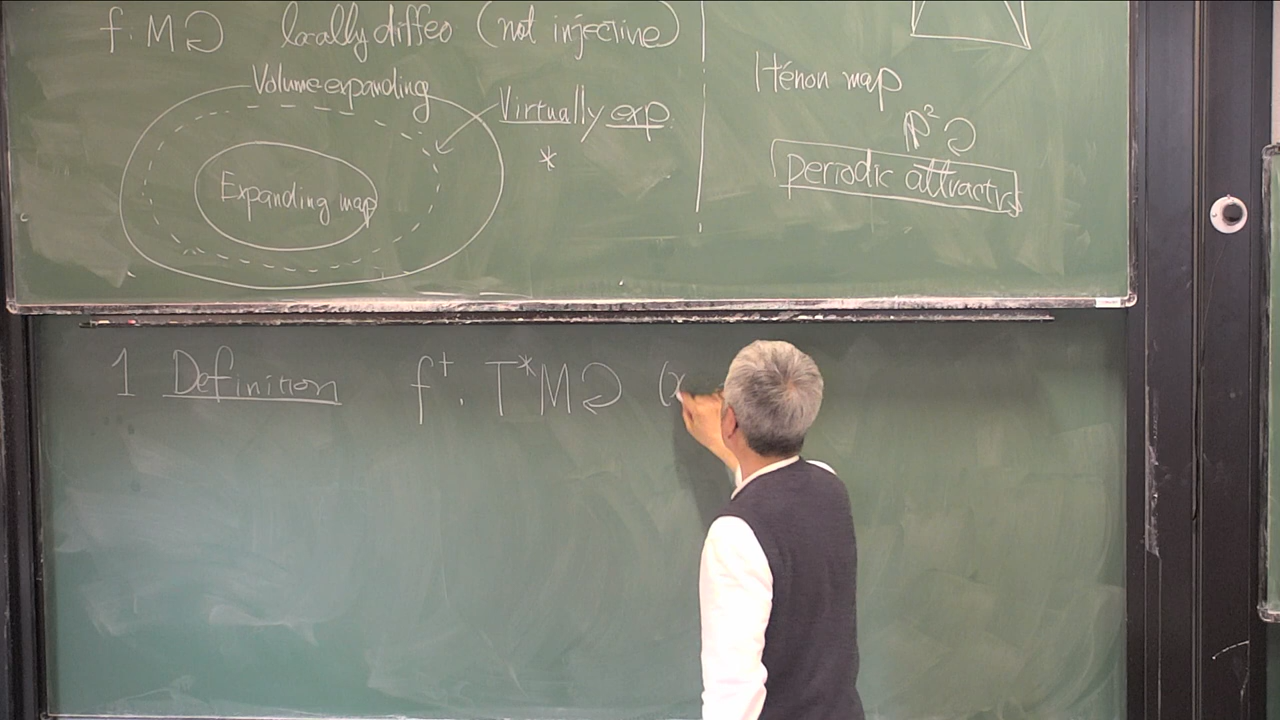 f: M↺ locally diffeo (not injective)
Volume expanding
Virtually exp.
*
Expanding map
Hénon map
R²↺
periodic attractors
1 Definition f† : T*M↺ (x